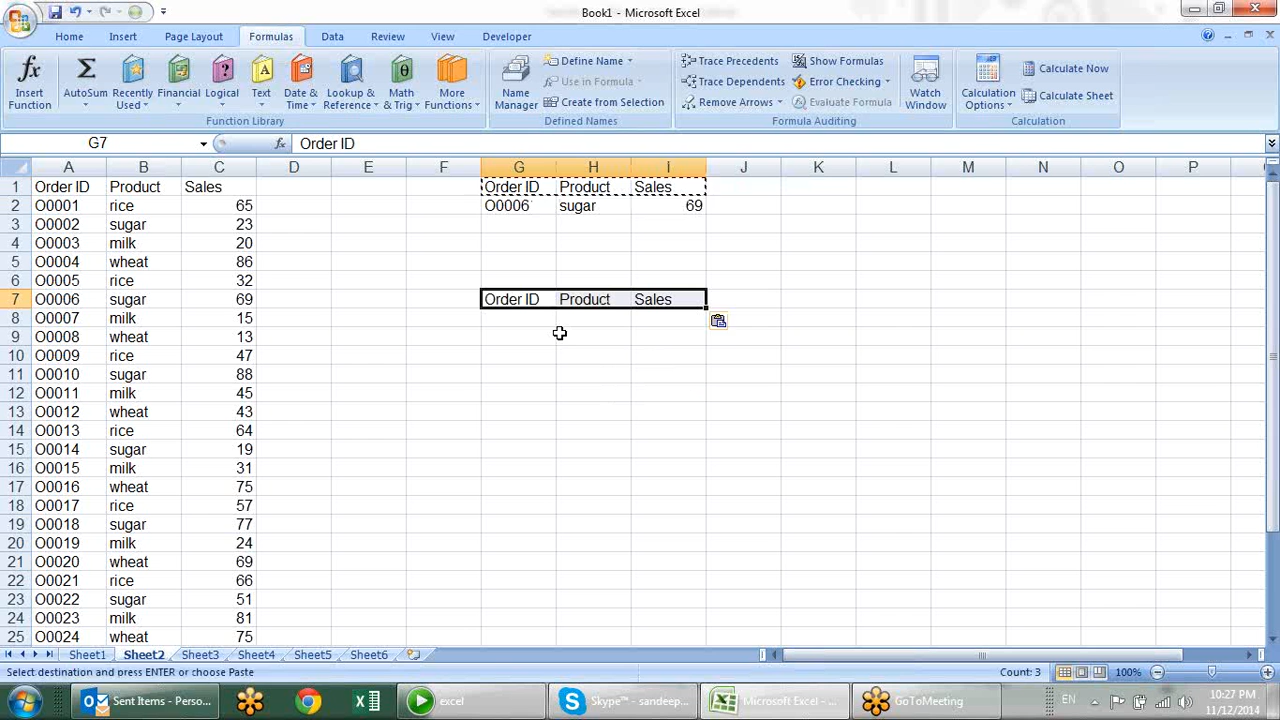 Book1 - Microsoft Excel
Home Insert Page Layout Formulas Data Review View Developer
Insert Function
AutoSum
Recently Used
Financial
Logical
Text
Date & Time
Lookup & Reference
Math & Trig
More Functions
Function Library
Name Manager
Define Name
Use in Formula
Create from Selection
Defined Names
Trace Precedents
Trace Dependents
Remove Arrows
Show Formulas
Error Checking
Evaluate Formula
Formula Auditing
Watch Window
Calculation Options
Calculate Now
Calculate Sheet
Calculation
G7 fx Order ID
A B C D E F G H I J K L M N O P
1 Order ID Product Sales Order ID Product Sales
2 O0001 rice 65 O0006 sugar 69
3 O0002 sugar 23
4 O0003 milk 20
5 O0004 wheat 86
6 O0005 rice 32
7 O0006 sugar 69 Order ID Product Sales
8 O0007 milk 15
9 O0008 wheat 13
10 O0009 rice 47
11 O0010 sugar 88
12 O0011 milk 45
13 O0012 wheat 43
14 O0013 rice 64
15 O0014 sugar 19
16 O0015 milk 31
17 O0016 wheat 75
18 O0017 rice 57
19 O0018 sugar 77
20 O0019 milk 24
21 O0020 wheat 69
22 O0021 rice 66
23 O0022 sugar 51
24 O0023 milk 81
25 O0024 wheat 75
Sheet1 Sheet2 Sheet3 Sheet4 Sheet5 Sheet6
Select destination and press ENTER or choose Paste Count: 3 100%
Sent Items - Perso... excel Skype™ - sandeep... Microsoft Excel - ... GoToMeeting EN 10:27 PM
11/12/2014